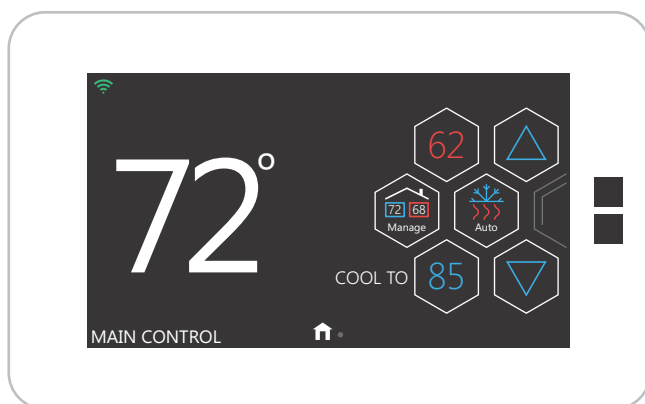 72°
62
72 68
Manage
Auto
COOL TO 85
MAIN CONTROL